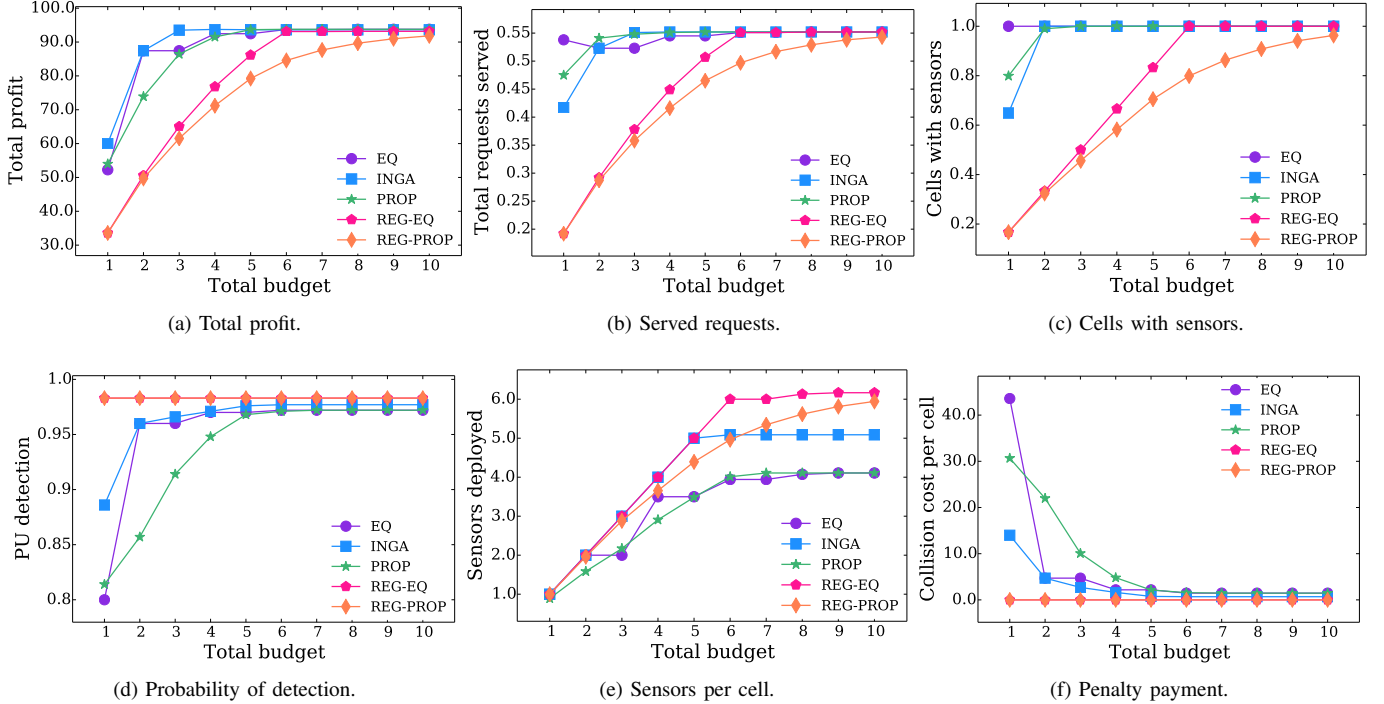 100.0
90.0
80.0
70.0
60.0
50.0
40.0
30.0
Total profit
EQ
INGA
PROP
REG-EQ
REG-PROP
1 2 3 4 5 6 7 8 9 10
Total budget
(a) Total profit.
0.55
0.5
0.45
0.4
0.35
0.3
0.25
0.2
Total requests served
EQ
INGA
PROP
REG-EQ
REG-PROP
1 2 3 4 5 6 7 8 9 10
Total budget
(b) Served requests.
1.0
0.8
0.6
0.4
0.2
Cells with sensors
EQ
INGA
PROP
REG-EQ
REG-PROP
1 2 3 4 5 6 7 8 9 10
Total budget
(c) Cells with sensors.
1.0
0.95
0.9
0.85
0.8
PU detection
EQ
INGA
PROP
REG-EQ
REG-PROP
1 2 3 4 5 6 7 8 9 10
Total budget
(d) Probability of detection.
6.0
5.0
4.0
3.0
2.0
1.0
Sensors deployed
EQ
INGA
PROP
REG-EQ
REG-PROP
1 2 3 4 5 6 7 8 9 10
Total budget
(e) Sensors per cell.
40.0
30.0
20.0
10.0
0.0
Collision cost per cell
EQ
INGA
PROP
REG-EQ
REG-PROP
1 2 3 4 5 6 7 8 9 10
Total budget
(f) Penalty payment.